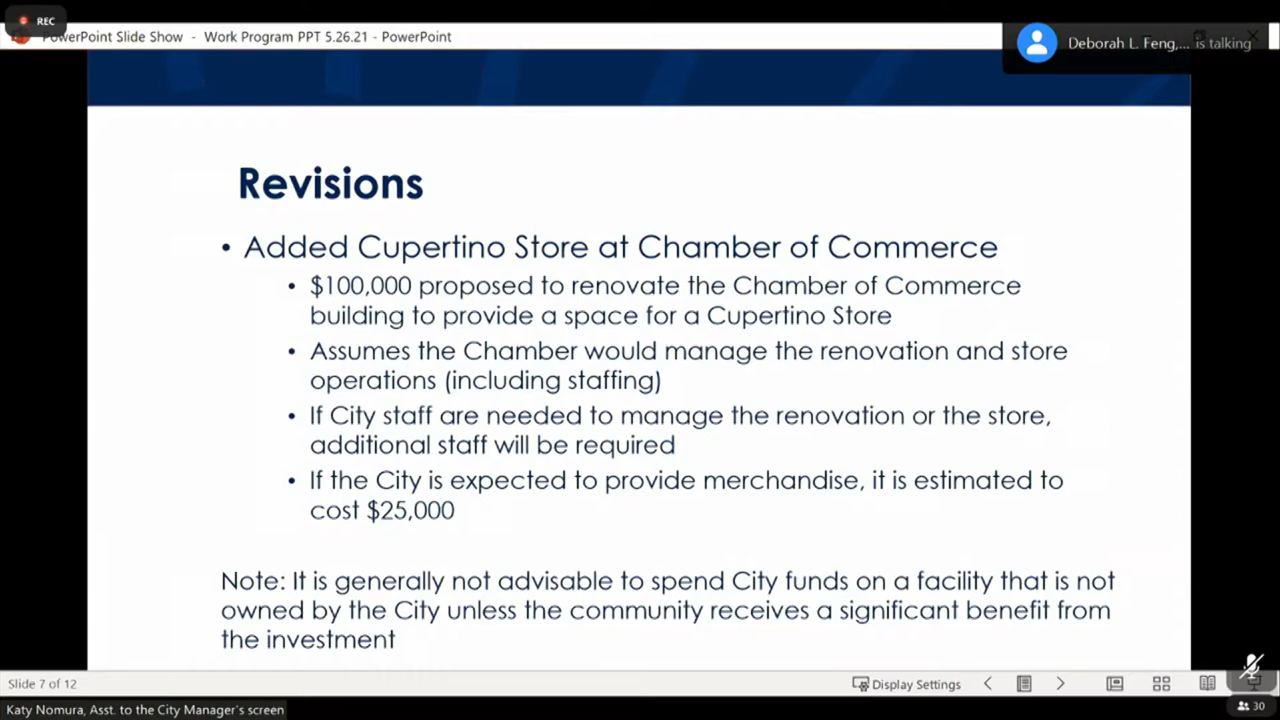 REC
PowerPoint Slide Show - Work Program PPT 5.26.21 - PowerPoint
Deborah L. Feng,... is talking
Revisions
• Added Cupertino Store at Chamber of Commerce
• $100,000 proposed to renovate the Chamber of Commerce
building to provide a space for a Cupertino Store
• Assumes the Chamber would manage the renovation and store
operations (including staffing)
• If City staff are needed to manage the renovation or the store,
additional staff will be required
• If the City is expected to provide merchandise, it is estimated to
cost $25,000
Note: It is generally not advisable to spend City funds on a facility that is not
owned by the City unless the community receives a significant benefit from
the investment
Slide 7 of 12
Display Settings
Katy Nomura, Asst. to the City Manager's screen
30